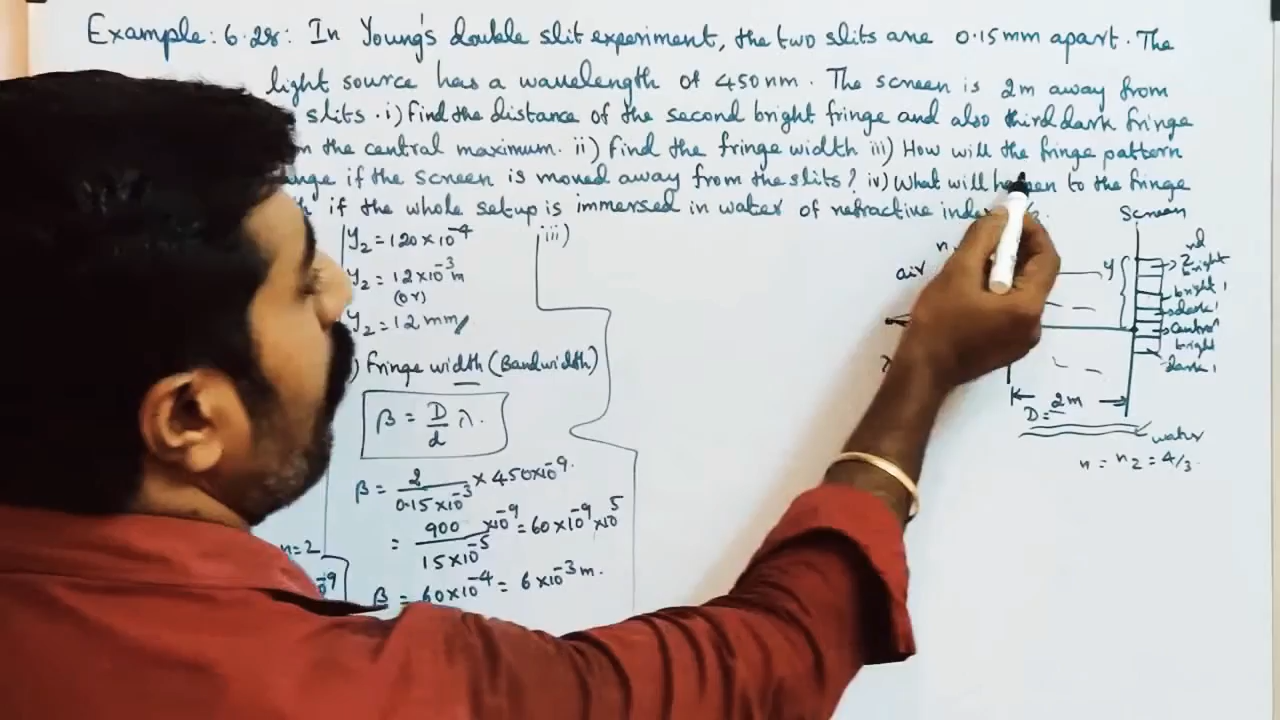 Example: 6.28: In Young's double slit experiment, the two slits are 0.15mm apart. The
light source has a wavelength of 450nm. The screen is 2m away from
slits. i) Find the distance of the second bright fringe and also third dark fringe
the central maximum. ii) Find the fringe width iii) How will the fringe pattern
if the screen is moved away from the slits? iv) What will to the fringe
if the whole setup is immersed in water of refractive
Y₂ = 120×10⁻⁴
Y₂ = 12×10⁻³m
(or)
Y₂ = 12mm
) Fringe width (Bandwidth)
β = D/d λ.
β = 2/0.15×10⁻³ × 450×10⁻⁹.
= 900/15×10⁻⁵ ×10⁻⁹ = 60×10⁻⁹×10⁵
β = 60×10⁻⁴ = 6×10⁻³m.
n=2
iii)
Screen
air
y
2nd
bright
bright 1
dark 1
central
bright
dark 1
2m
D=
water
n = n₂ = 4/3.